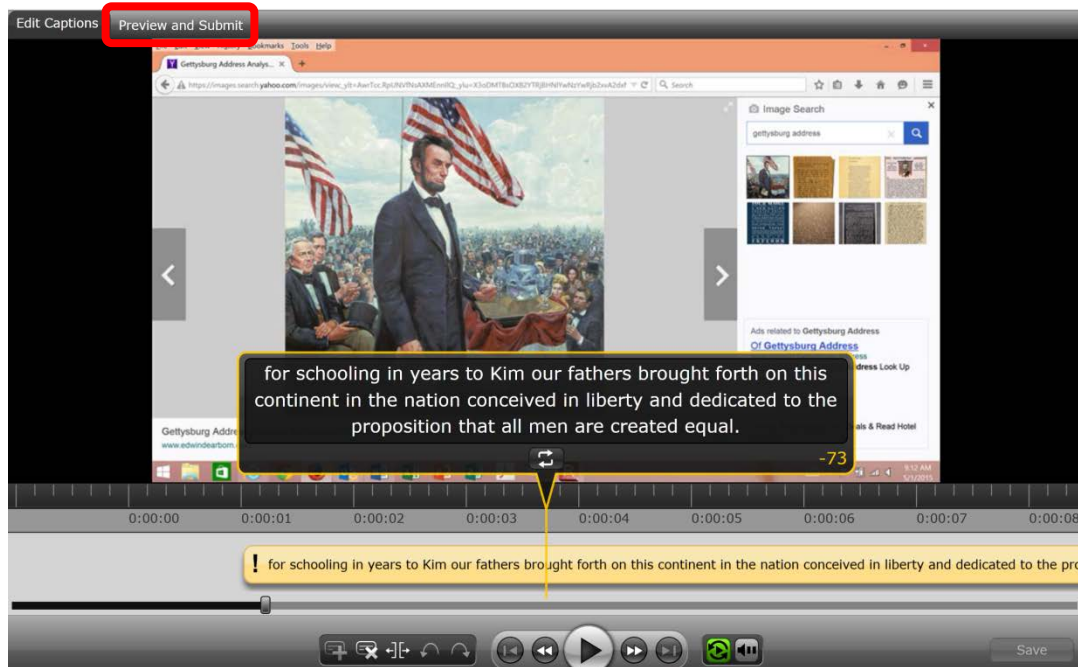 Edit Captions Preview and Submit
Bookmarks Tools Help
Gettysburg Address Analys... × +
Search
Image Search ×
gettysburg address
Ads related to Gettysburg Address
Of Gettysburg Address
dress Look Up
for schooling in years to Kim our fathers brought forth on this
continent in the nation conceived in liberty and dedicated to the
proposition that all men are created equal.
Gettysburg Addre
als & Read Hotel
www.edwindearborn.
-73
9:12 AM
5/1/2015
0:00:00 0:00:01 0:00:02 0:00:03 0:00:04 0:00:05 0:00:06 0:00:07 0:00:08
! for schooling in years to Kim our fathers brought forth on this continent in the nation conceived in liberty and dedicated to the pro
Save